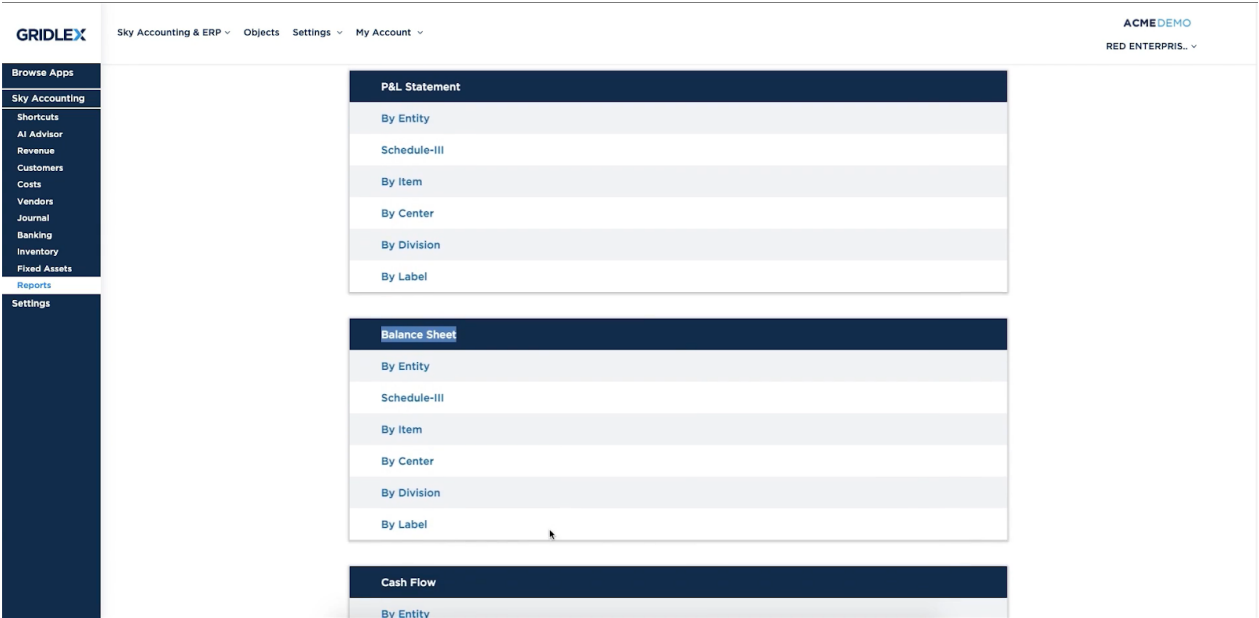 GRIDLEX
Sky Accounting & ERP
Objects
Settings
My Account
ACMEDEMO
RED ENTERPRIS..
Browse Apps
Sky Accounting
Shortcuts
AI Advisor
Revenue
Customers
Costs
Vendors
Journal
Banking
Inventory
Fixed Assets
Reports
Settings
P&L Statement
By Entity
Schedule-III
By Item
By Center
By Division
By Label
Balance Sheet
By Entity
Schedule-III
By Item
By Center
By Division
By Label
Cash Flow
By Entity